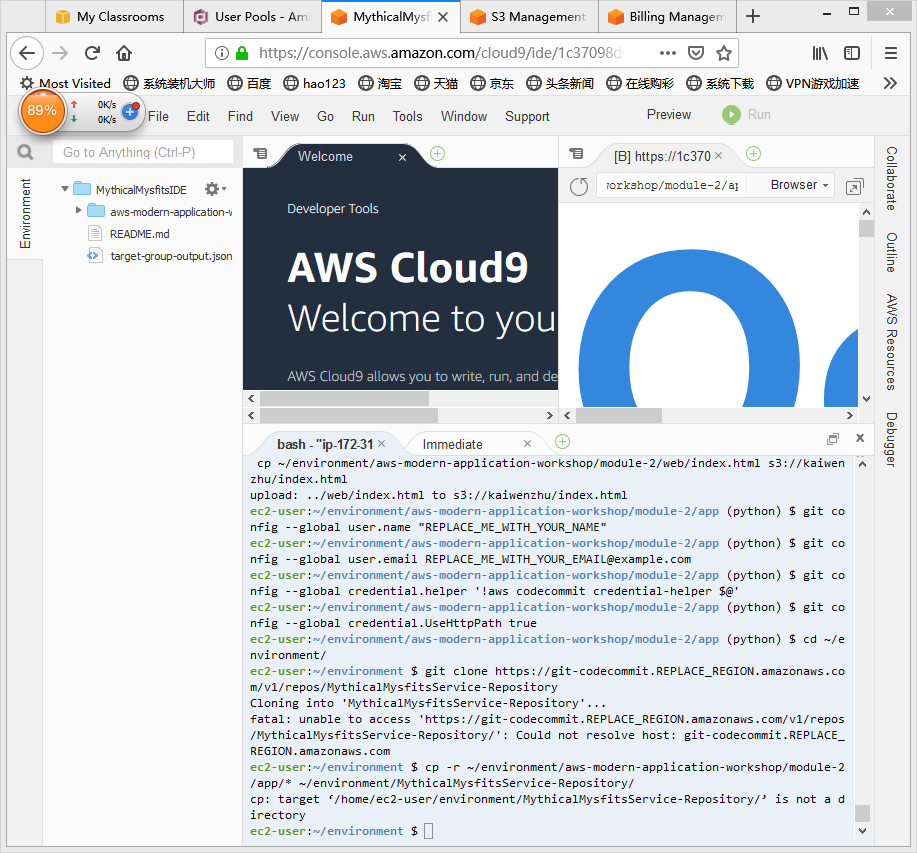 My Classrooms
User Pools - Ama
MythicalMysfi
S3 Management
Billing Managem
https://console.aws.amazon.com/cloud9/ide/1c37098d
Most Visited 系统装机大师 百度 hao123 淘宝 天猫 京东 头条新闻 在线购彩 系统下载 VPN游戏加速
89%
0K/s
0K/s
File Edit Find View Go Run Tools Window Support Preview Run
Go to Anything (Ctrl-P)
Environment
MythicalMysfitsIDE
aws-modern-application-w
README.md
target-group-output.json
Welcome
Developer Tools
AWS Cloud9
Welcome to you
AWS Cloud9 allows you to write, run, and de
[B] https://1c370
workshop/module-2/ap
Browser
O
Collaborate
Outline
AWS Resources
Debugger
bash - "ip-172-31
Immediate
cp ~/environment/aws-modern-application-workshop/module-2/web/index.html s3://kaiwen
zhu/index.html
upload: ../web/index.html to s3://kaiwenzhu/index.html
ec2-user:~/environment/aws-modern-application-workshop/module-2/app (python) $ git co
nfig --global user.name "REPLACE_ME_WITH_YOUR_NAME"
ec2-user:~/environment/aws-modern-application-workshop/module-2/app (python) $ git co
nfig --global user.email REPLACE_ME_WITH_YOUR_EMAIL@example.com
ec2-user:~/environment/aws-modern-application-workshop/module-2/app (python) $ git co
nfig --global credential.helper '!aws codecommit credential-helper $@'
ec2-user:~/environment/aws-modern-application-workshop/module-2/app (python) $ git co
nfig --global credential.UseHttpPath true
ec2-user:~/environment/aws-modern-application-workshop/module-2/app (python) $ cd ~/e
nvironment/
ec2-user:~/environment $ git clone https://git-codecommit.REPLACE_REGION.amazonaws.co
m/v1/repos/MythicalMysfitsService-Repository
Cloning into 'MythicalMysfitsService-Repository'...
fatal: unable to access 'https://git-codecommit.REPLACE_REGION.amazonaws.com/v1/repos
/MythicalMysfitsService-Repository/': Could not resolve host: git-codecommit.REPLACE_
REGION.amazonaws.com
ec2-user:~/environment $ cp -r ~/environment/aws-modern-application-workshop/module-2
/app/* ~/environment/MythicalMysfitsService-Repository/
cp: target ‘/home/ec2-user/environment/MythicalMysfitsService-Repository/’ is not a d
irectory
ec2-user:~/environment $